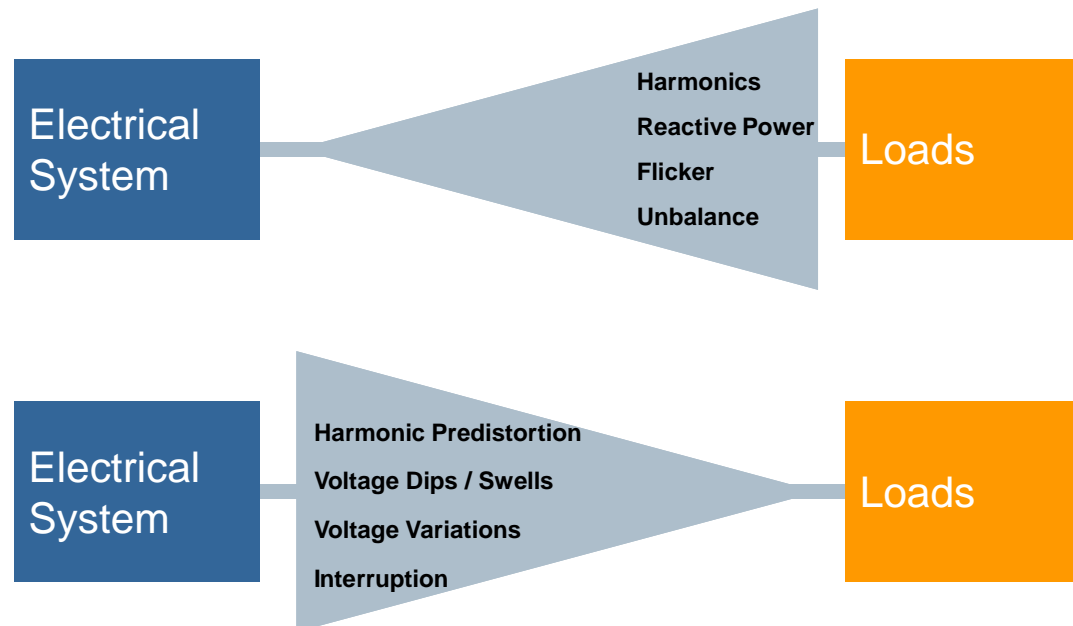 Electrical
System
Harmonics
Reactive Power
Flicker
Unbalance
Loads
Electrical
System
Harmonic Predistortion
Voltage Dips / Swells
Voltage Variations
Interruption
Loads